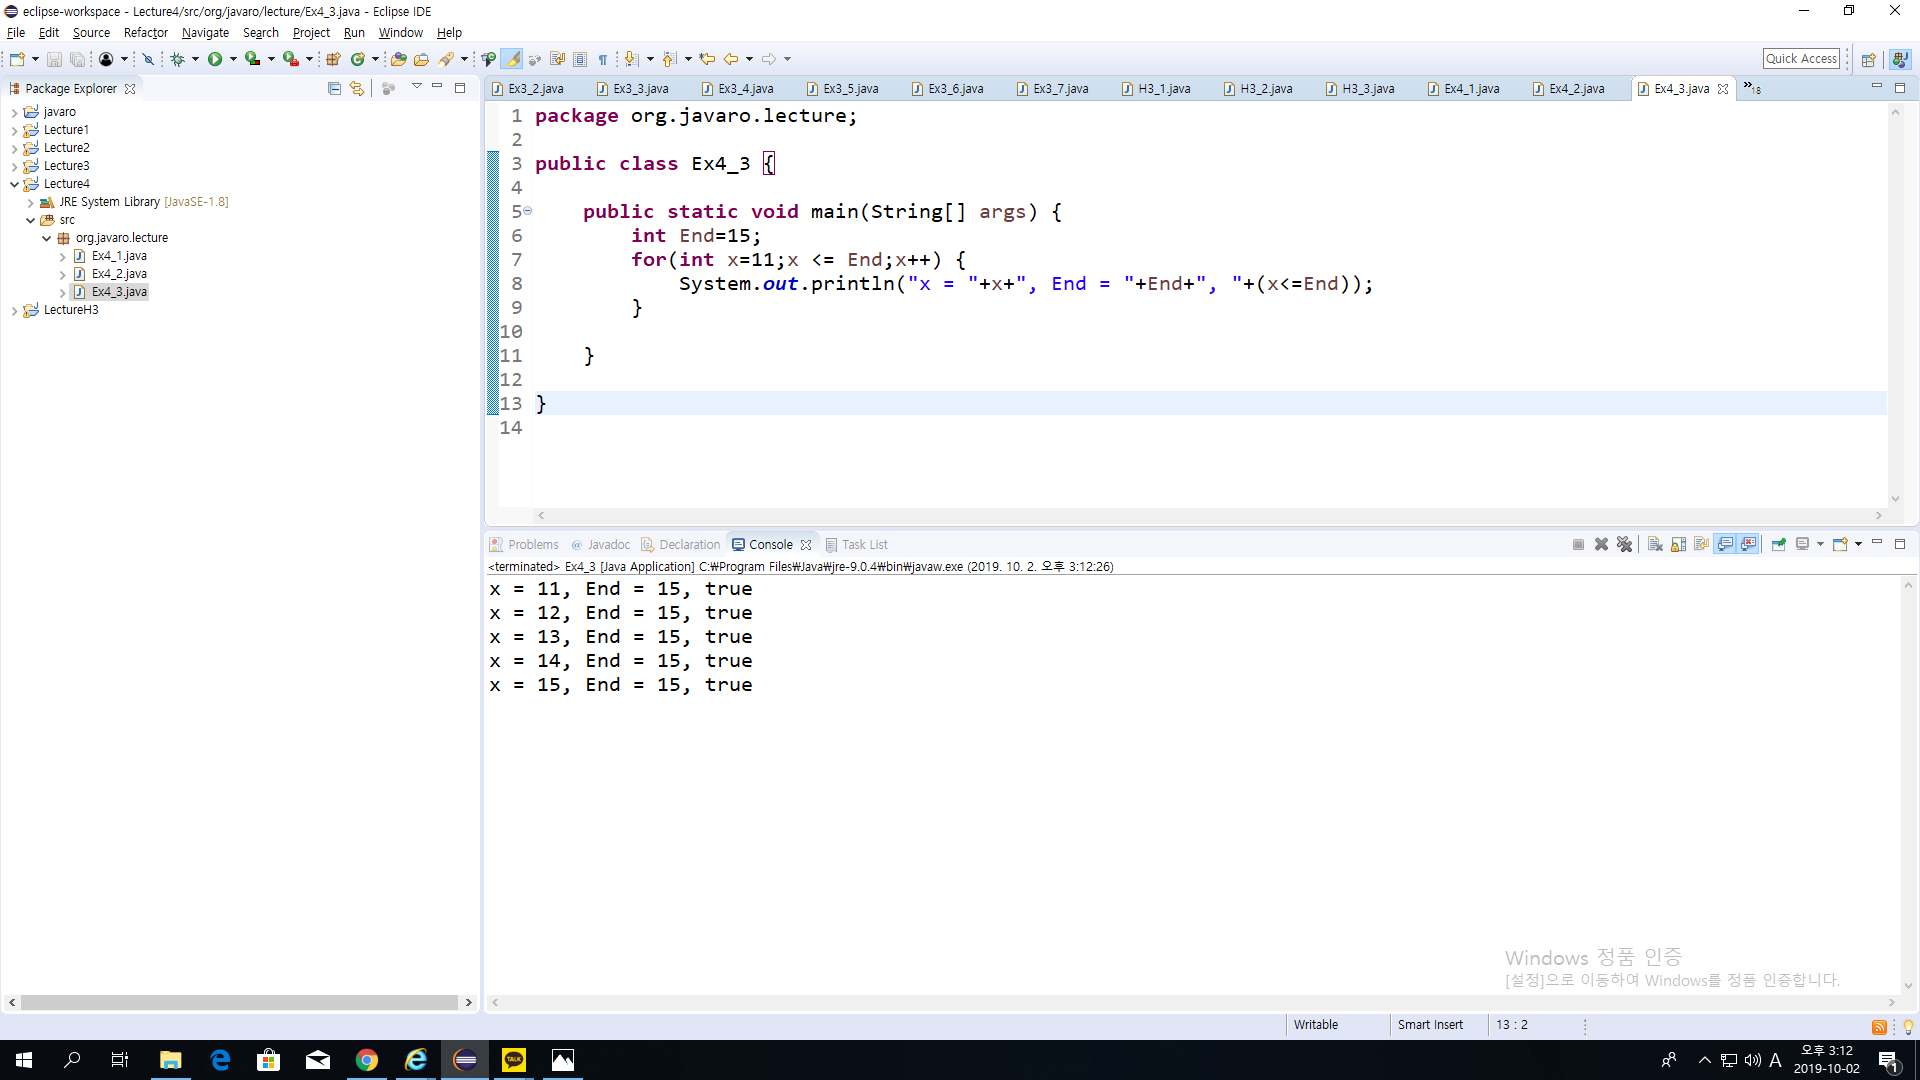 eclipse-workspace - Lecture4/src/org/javaro/lecture/Ex4_3.java - Eclipse IDE
File Edit Source Refactor Navigate Search Project Run Window Help
Quick Access
Package Explorer
javaro
Lecture1
Lecture2
Lecture3
Lecture4
JRE System Library [JavaSE-1.8]
src
org.javaro.lecture
Ex4_1.java
Ex4_2.java
Ex4_3.java
LectureH3
Ex3_2.java Ex3_3.java Ex3_4.java Ex3_5.java Ex3_6.java Ex3_7.java H3_1.java H3_2.java H3_3.java Ex4_1.java Ex4_2.java Ex4_3.java »18
1 package org.javaro.lecture;
2
3 public class Ex4_3 {
4
5 public static void main(String[] args) {
6 int End=15;
7 for(int x=11;x <= End;x++) {
8 System.out.println("x = "+x+", End = "+End+", "+(x<=End));
9 }
10
11 }
12
13 }
14
Problems @ Javadoc Declaration Console Task List
<terminated> Ex4_3 [Java Application] C:₩Program Files₩Java₩jre-9.0.4₩bin₩javaw.exe (2019. 10. 2. 오후 3:12:26)
x = 11, End = 15, true
x = 12, End = 15, true
x = 13, End = 15, true
x = 14, End = 15, true
x = 15, End = 15, true
Windows 정품 인증
[설정]으로 이동하여 Windows를 정품 인증합니다.
Writable Smart Insert 13 : 2
TALK
A 오후 3:12
2019-10-02
1